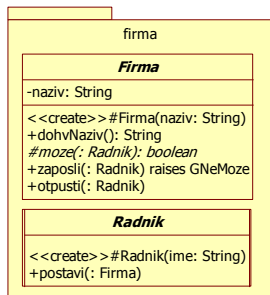 firma
Firma
-naziv: String
<<create>>#Firma(naziv: String)
+dohvNaziv(): String
#moze(: Radnik): boolean
+zaposli(: Radnik) raises GNeMoze
+otpusti(: Radnik)
Radnik
<<create>>#Radnik(ime: String)
+postavi(: Firma)